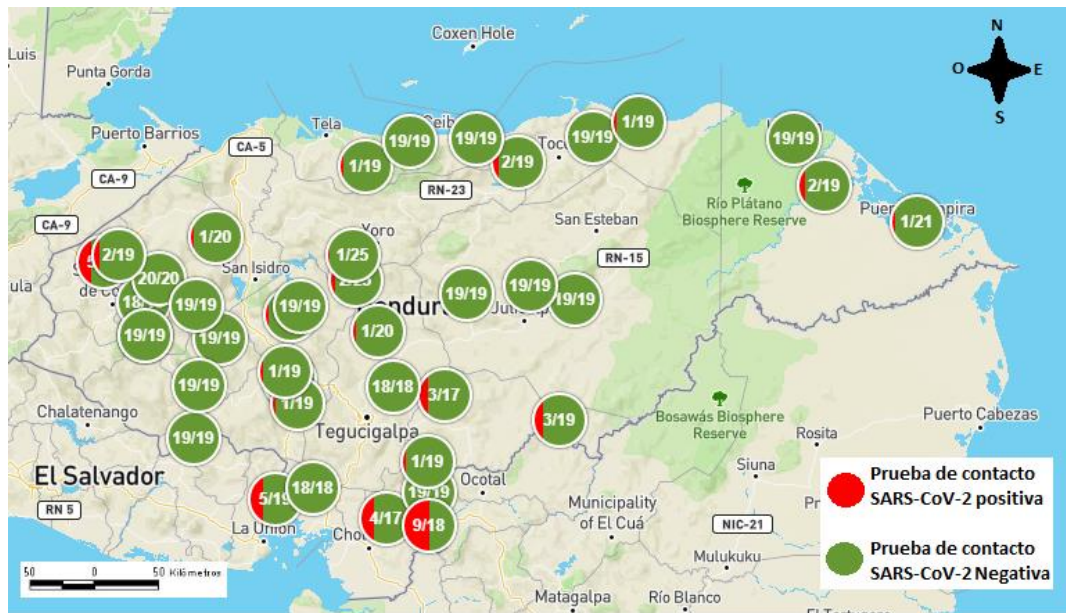 Coxen Hole
Luis
Punta Gorda
N
O
E
S
Puerto Barrios
CA-5
Tela
Ceib
19/19
19/19
1/19
19/19
2/19
Toco
19/19
1/19
19/19
CA-9
RN-23
2/19
Río Plátano
Biosphere Reserve
1/21
CA-9
San Esteban
RN-15
1/20
Yoro
2/19
5
20/20
San Isidro
1/25
19/19
19/19
19/19
19/19
19/19
1/20
19/19
19/19
1/19
18/18
3/17
19/19
1/19
3/19
Chalatenango
Tegucigalpa
Bosawás Biosphere
Reserve
Puerto Cabezas
19/19
Rosita
El Salvador
1/19
Siuna
5/19
18/18
19/19
Ocotal
Municipality
of El Cuá
RN 5
La Unión
4/17
9/18
NIC-21
Mulukuku
Matagalpa
Río Blanco
50 0 50 Kilómetros
Prueba de contacto
SARS-CoV-2 positiva
Prueba de contacto
SARS-CoV-2 Negativa